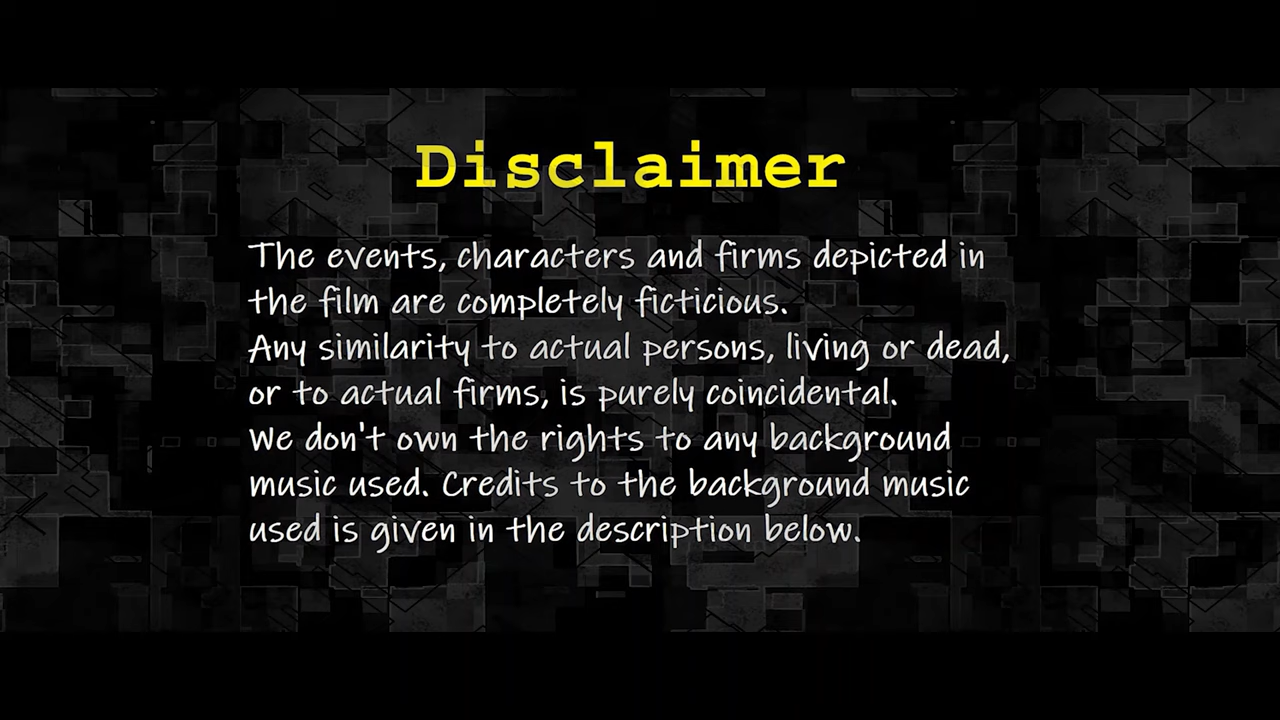 Disclaimer
The events, characters and firms depicted in
the film are completely ficticious.
Any similarity to actual persons, living or dead,
or to actual firms, is purely coincidental.
We don't own the rights to any background
music used. Credits to the background music
used is given in the description below.